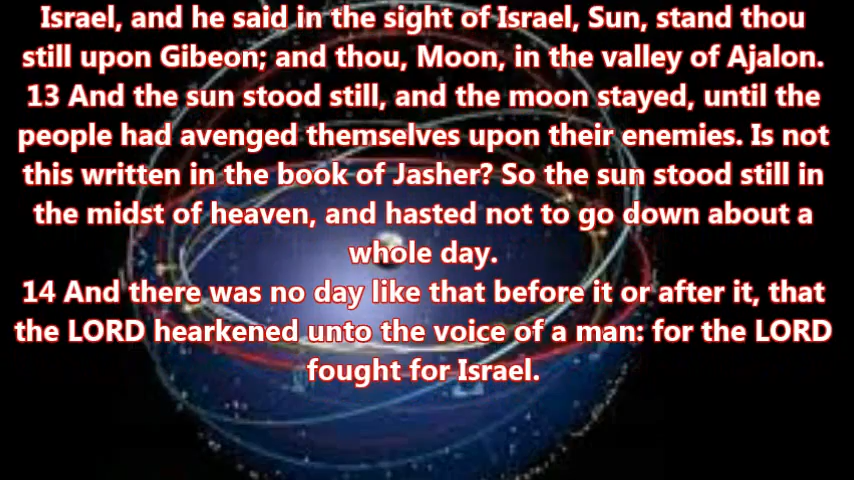 Israel, and he said in the sight of Israel, Sun, stand thou
still upon Gibeon; and thou, Moon, in the valley of Ajalon.
13 And the sun stood still, and the moon stayed, until the
people had avenged themselves upon their enemies. Is not
this written in the book of Jasher? So the sun stood still in
the midst of heaven, and hasted not to go down about a
whole day.
14 And there was no day like that before it or after it, that
the LORD hearkened unto the voice of a man: for the LORD
fought for Israel.